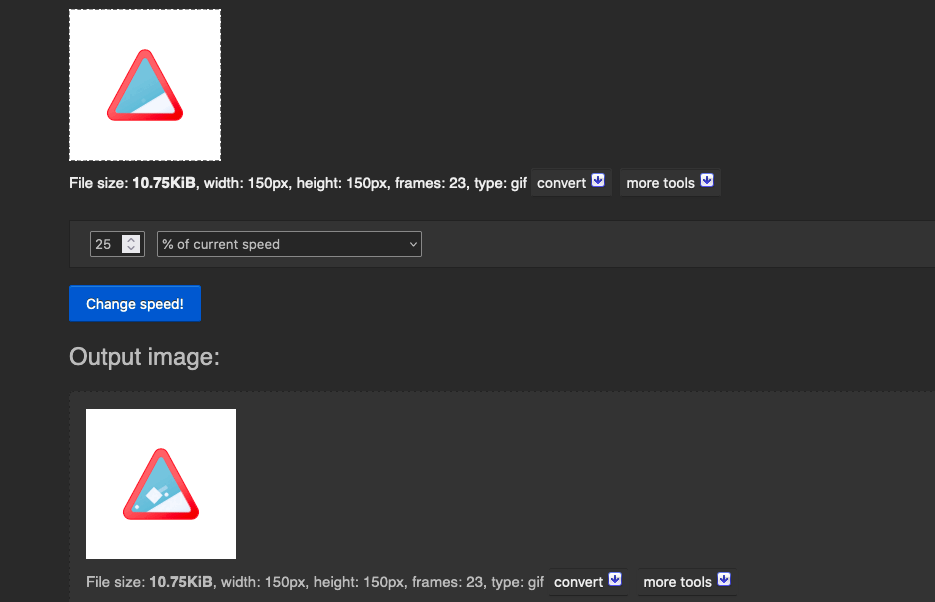 File size: 10.75KiB, width: 150px, height: 150px, frames: 23, type: gif convert more tools
25 % of current speed
Change speed!
Output image:
File size: 10.75KiB, width: 150px, height: 150px, frames: 23, type: gif convert more tools